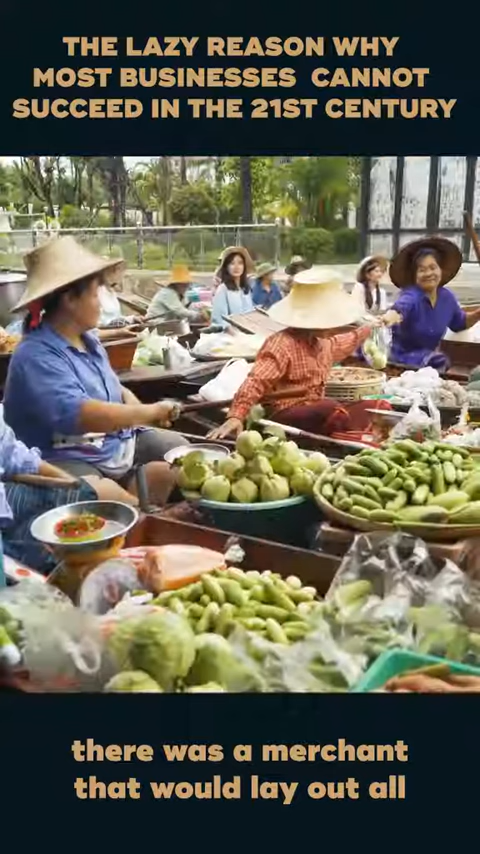 THE LAZY REASON WHY
MOST BUSINESSES CANNOT
SUCCEED IN THE 21ST CENTURY
there was a merchant
that would lay out all